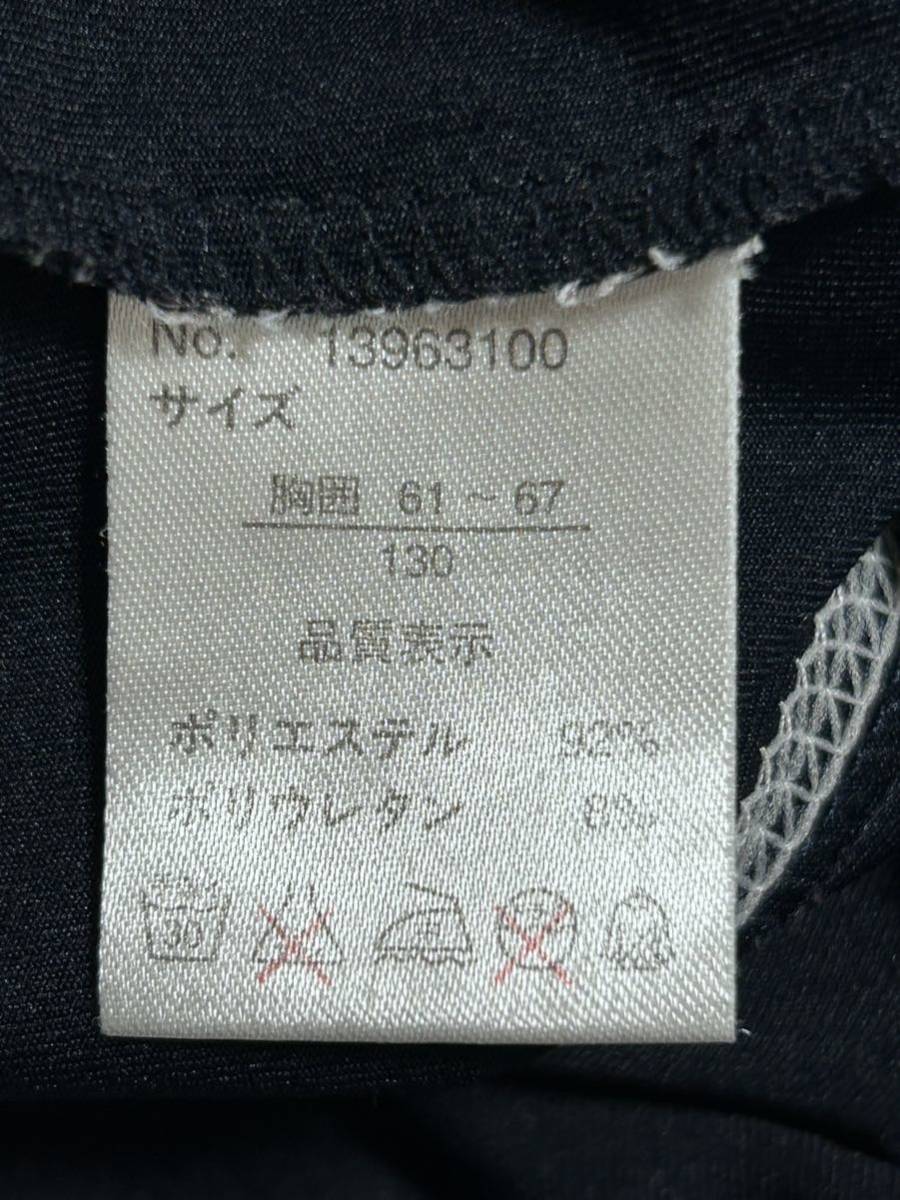 No. 13963100
サイズ
胸囲 61 ~ 67
130
品質表示
ポリエステル 92%
ポリウレタン 8%
30